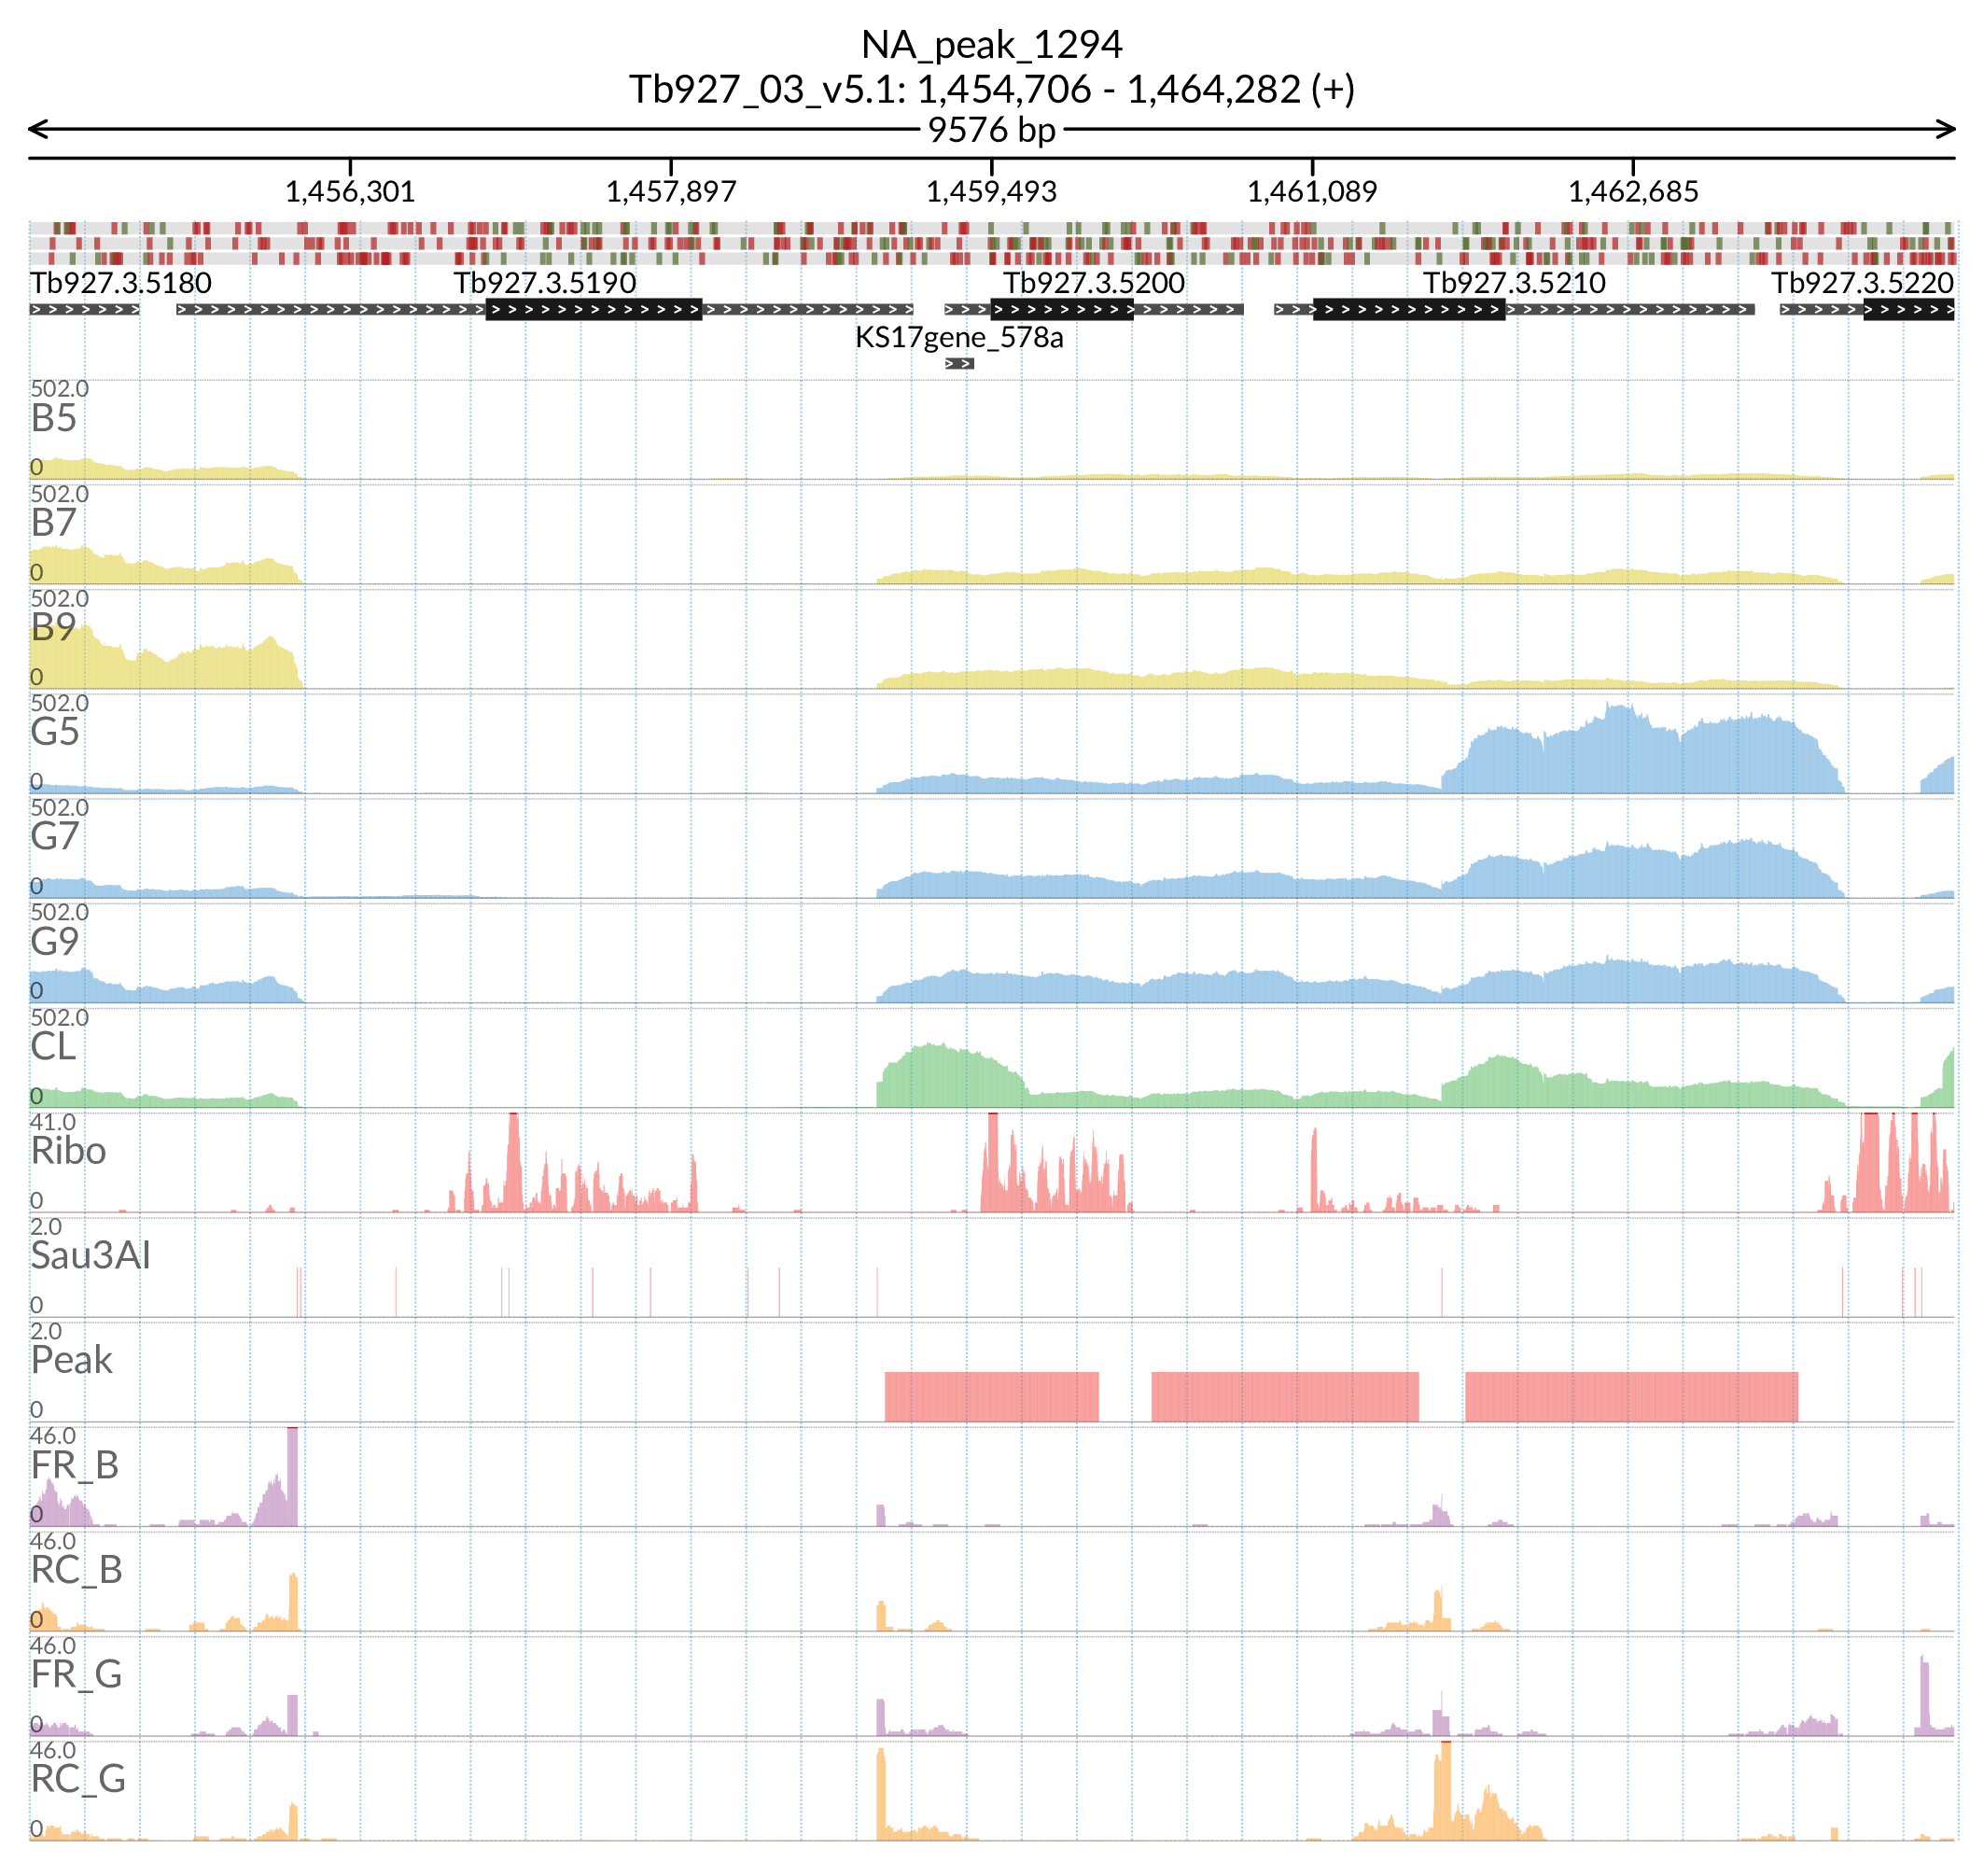 NA_peak_1294
Tb927_03_v5.1: 1,454,706 - 1,464,282 (+)
9576 bp
1,456,301 1,457,897 1,459,493 1,461,089 1,462,685
Tb927.3.5180 Tb927.3.5190 Tb927.3.5200 Tb927.3.5210 Tb927.3.5220
KS17gene_578a
502.0
B5
0
502.0
B7
0
502.0
B9
0
502.0
G5
0
502.0
G7
0
502.0
G9
0
502.0
CL
0
41.0
Ribo
0
2.0
Sau3AI
0
2.0
Peak
0
46.0
FR_B
0
46.0
RC_B
0
46.0
FR_G
0
46.0
RC_G
0